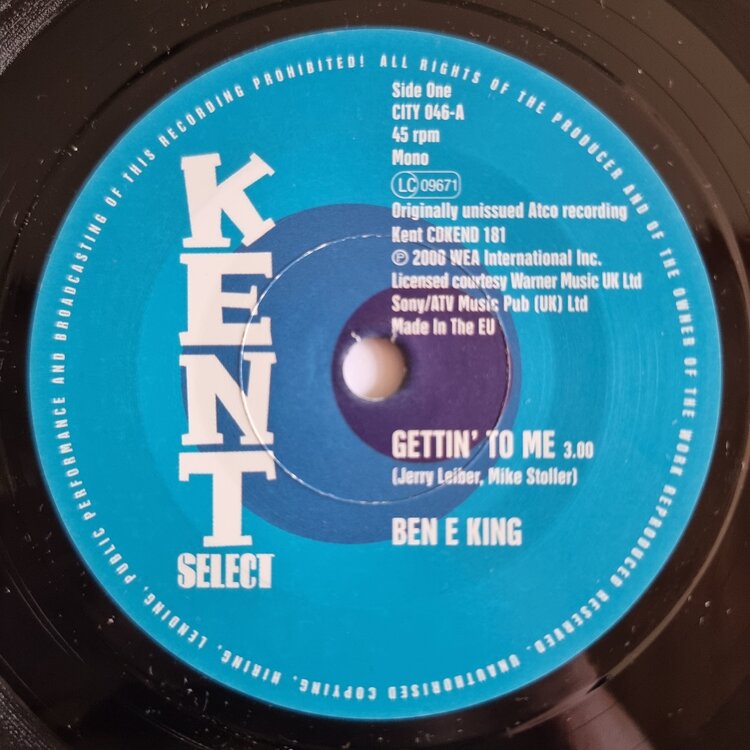 KENT
SELECT
Side One
CITY 046-A
45 rpm
Mono
LC 09671
Originally unissued Atco recording
Kent CDKEND 181
℗ 2006 WEA International Inc.
Licensed courtesy Warner Music UK Ltd
Sony/ATV Music Pub (UK) Ltd
Made In The EU
GETTIN' TO ME 3.00
(Jerry Leiber, Mike Stoller)
BEN E KING
ALL RIGHTS OF THE PRODUCER AND OF THE OWNER OF THE WORK REPRODUCED RESERVED. UNAUTHORISED COPYING, HIRING, LENDING, PUBLIC PERFORMANCE AND BROADCASTING OF THIS RECORDING PROHIBITED!